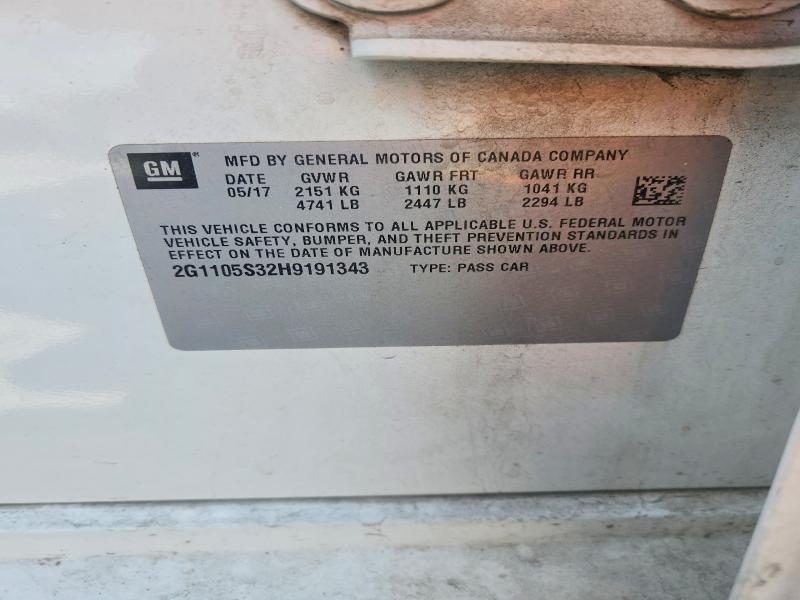 GM® MFD BY GENERAL MOTORS OF CANADA COMPANY
DATE GVWR GAWR FRT GAWR RR
05/17 2151 KG 1110 KG 1041 KG
4741 LB 2447 LB 2294 LB
THIS VEHICLE CONFORMS TO ALL APPLICABLE U.S. FEDERAL MOTOR
VEHICLE SAFETY, BUMPER, AND THEFT PREVENTION STANDARDS IN
EFFECT ON THE DATE OF MANUFACTURE SHOWN ABOVE.
2G1105S32H9191343 TYPE: PASS CAR